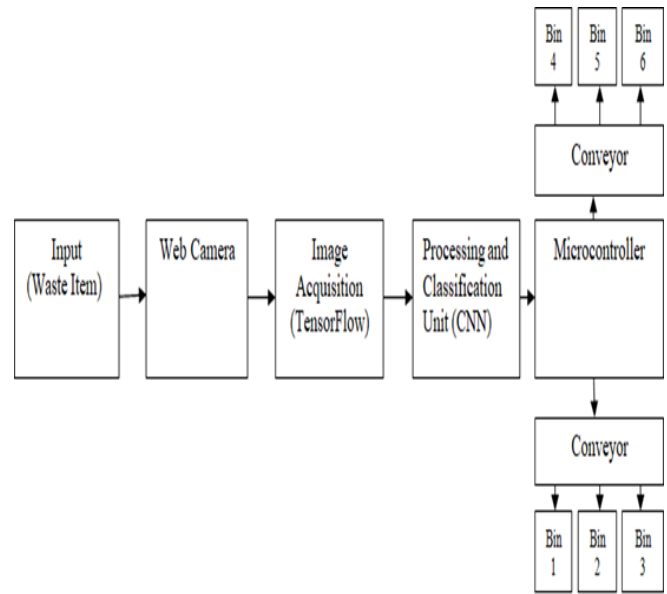 Bin
4
Bin
5
Bin
6
Conveyor
Input
(Waste Item)
Web Camera
Image
Acquisition
(TensorFlow)
Processing and
Classification
Unit (CNN)
Microcontroller
Conveyor
Bin
1
Bin
2
Bin
3